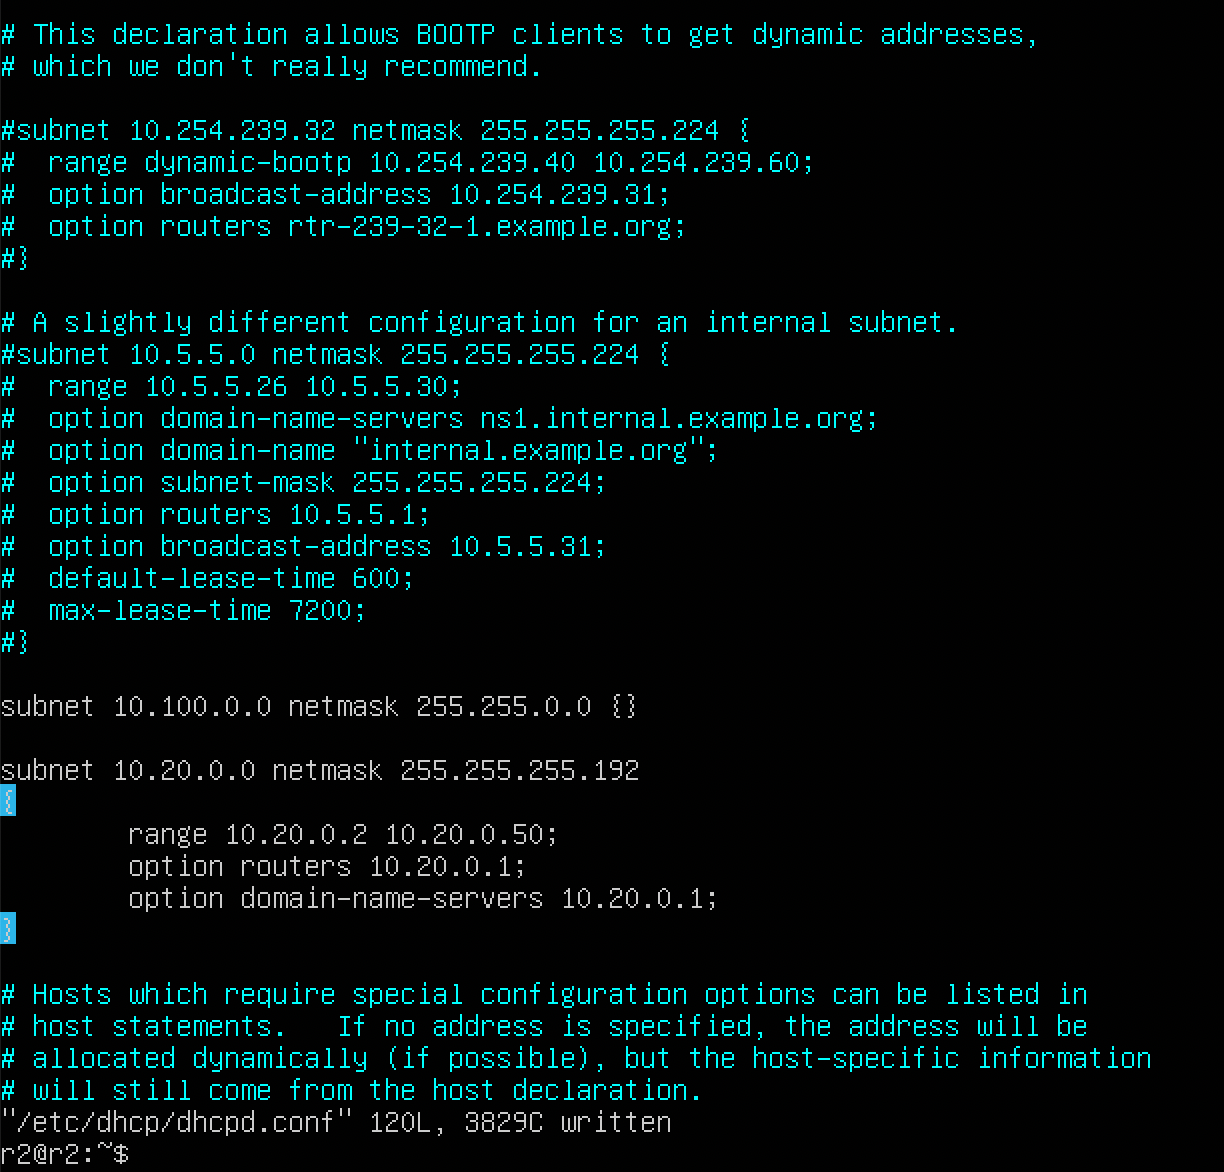 # This declaration allows BOOTP clients to get dynamic addresses,
# which we don't really recommend.

#subnet 10.254.239.32 netmask 255.255.255.224 {
#  range dynamic-bootp 10.254.239.40 10.254.239.60;
#  option broadcast-address 10.254.239.31;
#  option routers rtr-239-32-1.example.org;
#}

# A slightly different configuration for an internal subnet.
#subnet 10.5.5.0 netmask 255.255.255.224 {
#  range 10.5.5.26 10.5.5.30;
#  option domain-name-servers ns1.internal.example.org;
#  option domain-name "internal.example.org";
#  option subnet-mask 255.255.255.224;
#  option routers 10.5.5.1;
#  option broadcast-address 10.5.5.31;
#  default-lease-time 600;
#  max-lease-time 7200;
#}

subnet 10.100.0.0 netmask 255.255.0.0 {}

subnet 10.20.0.0 netmask 255.255.255.192
{
        range 10.20.0.2 10.20.0.50;
        option routers 10.20.0.1;
        option domain-name-servers 10.20.0.1;
}

# Hosts which require special configuration options can be listed in
# host statements.   If no address is specified, the address will be
# allocated dynamically (if possible), but the host-specific information
# will still come from the host declaration.
"/etc/dhcp/dhcpd.conf" 120L, 3829C written
r2@r2:~$